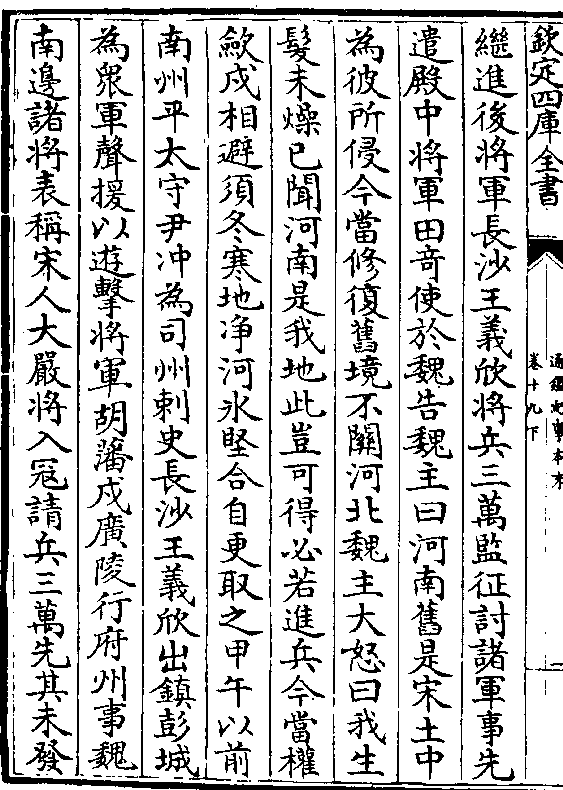 欽定四庫全書
通鑑紀事本末
卷十九下
繼進後將軍長沙王義欣將兵三萬監征討諸軍事先
遣殿中將軍田竒使於魏告魏主曰河南舊是宋土中
為彼所侵今當修復舊境不關河北魏主大怒曰我生
髮未燥已聞河南是我地此豈可得必若進兵今當權
斂戍相避須冬寒地净河氷堅合自更取之甲午以前
南州平太守尹冲為司州刺史長沙王義欣出鎮彭城
為衆軍聲援以遊擊將軍胡藩戍廣陵行府州事魏
南邊諸將表稱宋人大嚴將入冦請兵三萬先其未發